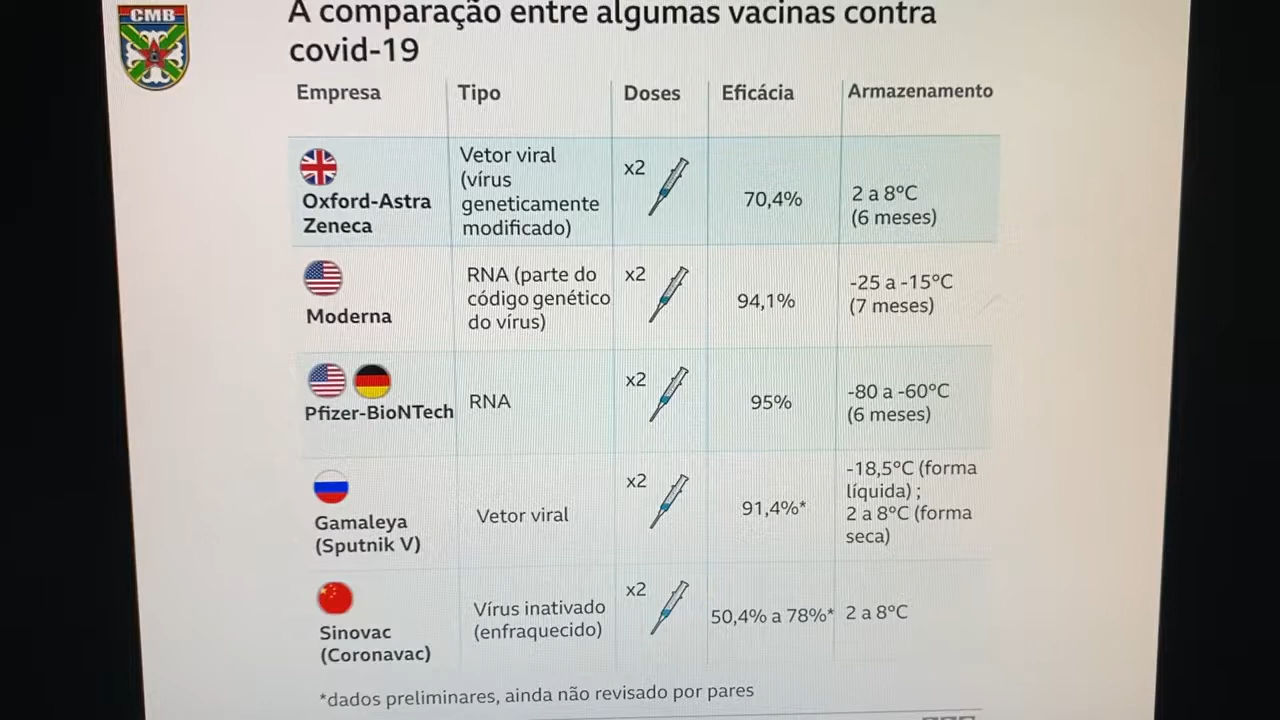 CMB
A comparação entre algumas vacinas contra
covid-19
Empresa Tipo Doses Eficácia Armazenamento
Oxford-Astra
Zeneca
Vetor viral
(vírus
geneticamente
modificado)
x2
70,4%
2 a 8ºC
(6 meses)
Moderna
RNA (parte do
código genético
do vírus)
x2
94,1%
-25 a -15ºC
(7 meses)
Pfizer-BioNTech
RNA
x2
95%
-80 a -60ºC
(6 meses)
Gamaleya
(Sputnik V)
Vetor viral
x2
91,4%*
-18,5ºC (forma
líquida) ;
2 a 8ºC (forma
seca)
Sinovac
(Coronavac)
Vírus inativado
(enfraquecido)
x2
50,4% a 78%*
2 a 8ºC
*dados preliminares, ainda não revisado por pares